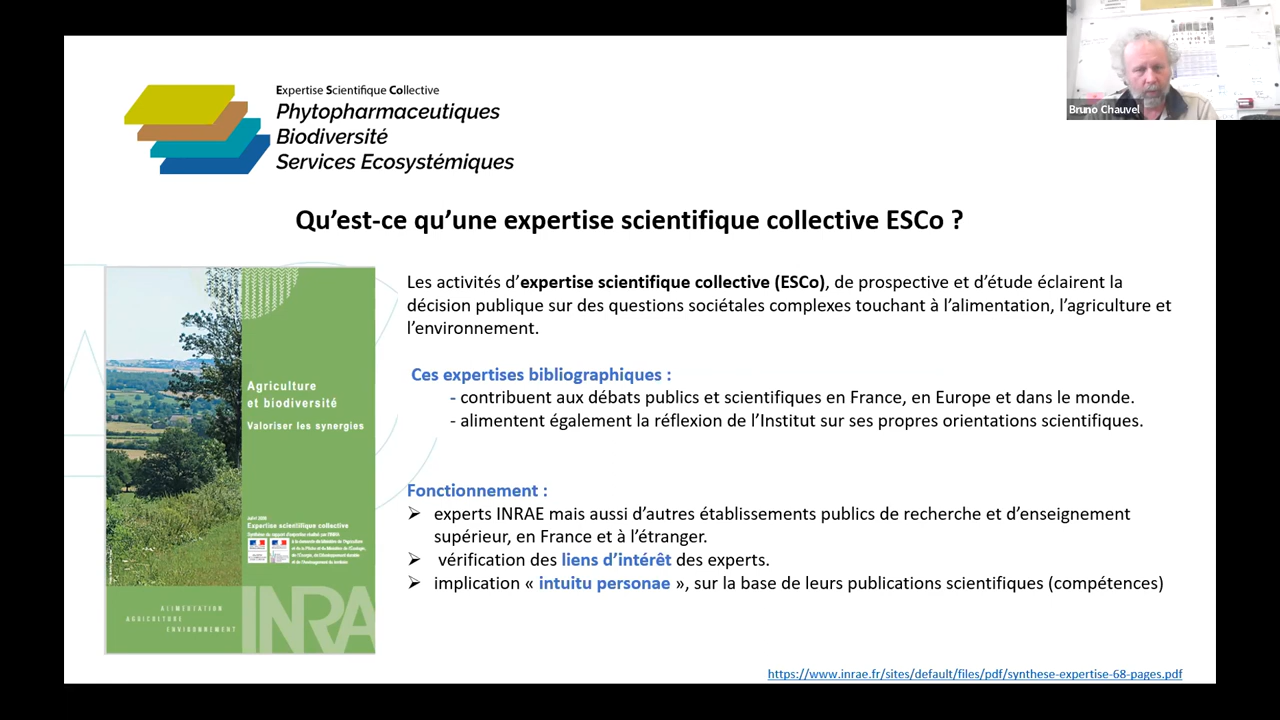 Expertise Scientifique Collective
Phytopharmaceutiques
Biodiversité
Services Ecosystémiques
Bruno Chauvel
Qu'est-ce qu'une expertise scientifique collective ESCo ?
Les activités d'expertise scientifique collective (ESCo), de prospective et d'étude éclairent la
décision publique sur des questions sociétales complexes touchant à l'alimentation, l'agriculture et
l'environnement.
Ces expertises bibliographiques :
- contribuent aux débats publics et scientifiques en France, en Europe et dans le monde.
- alimentent également la réflexion de l'Institut sur ses propres orientations scientifiques.
Fonctionnement :
➢ experts INRAE mais aussi d'autres établissements publics de recherche et d'enseignement
supérieur, en France et à l'étranger.
➢ vérification des liens d'intérêt des experts.
➢ implication « intuitu personae », sur la base de leurs publications scientifiques (compétences)
Agriculture
et biodiversité
Valoriser les synergies
Expertise scientifique collective
ALIMENTATION
AGRICULTURE
ENVIRONNEMENT
INRA
https://www.inrae.fr/sites/default/files/pdf/synthese-expertise-68-pages.pdf